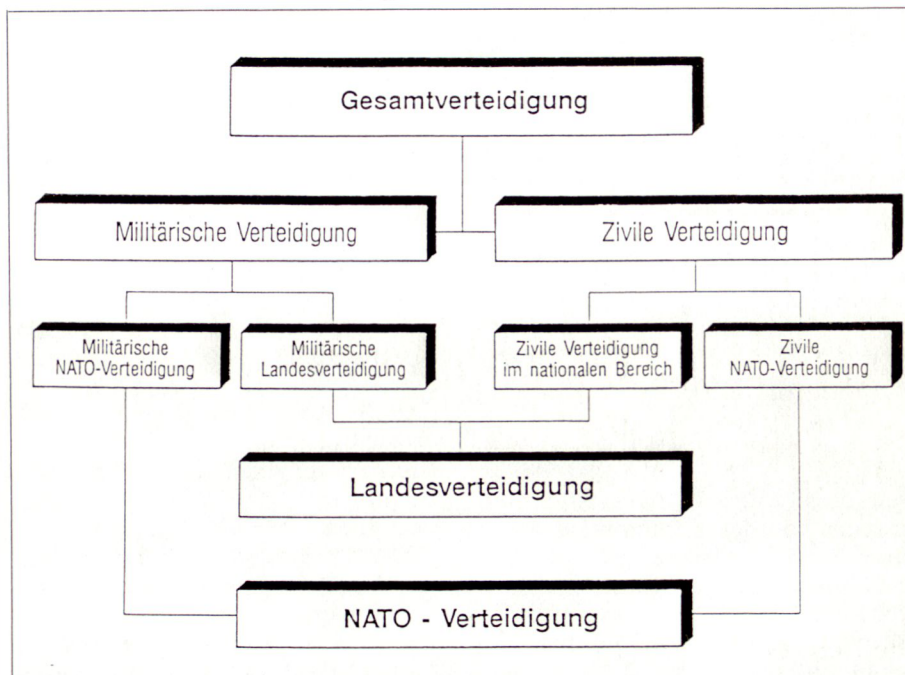 Gesamtverteidigung
Militärische Verteidigung
Zivile Verteidigung
Militärische
NATO-Verteidigung
Militärische
Landesverteidigung
Zivile Verteidigung
im nationalen Bereich
Zivile
NATO-Verteidigung
Landesverteidigung
NATO - Verteidigung